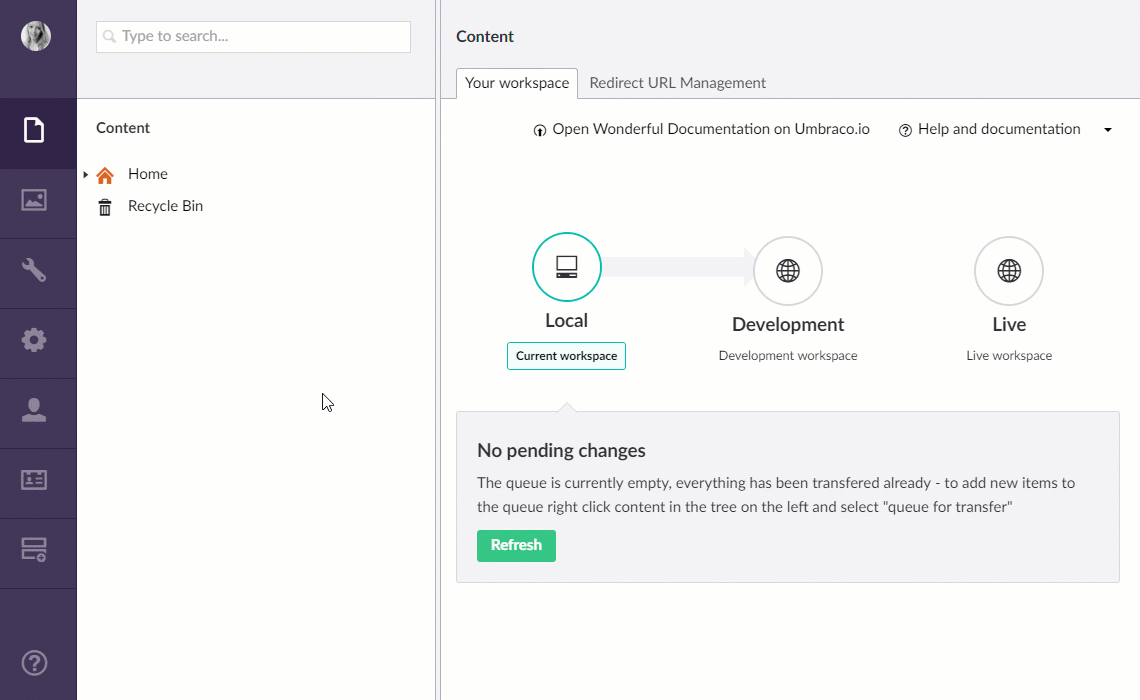 Type to search...
Content
Home
Recycle Bin
Content
Your workspace
Redirect URL Management
Open Wonderful Documentation on Umbraco.io
Help and documentation
Local
Current workspace
Development
Development workspace
Live
Live workspace
No pending changes
The queue is currently empty, everything has been transfered already - to add new items to
the queue right click content in the tree on the left and select "queue for transfer"
Refresh